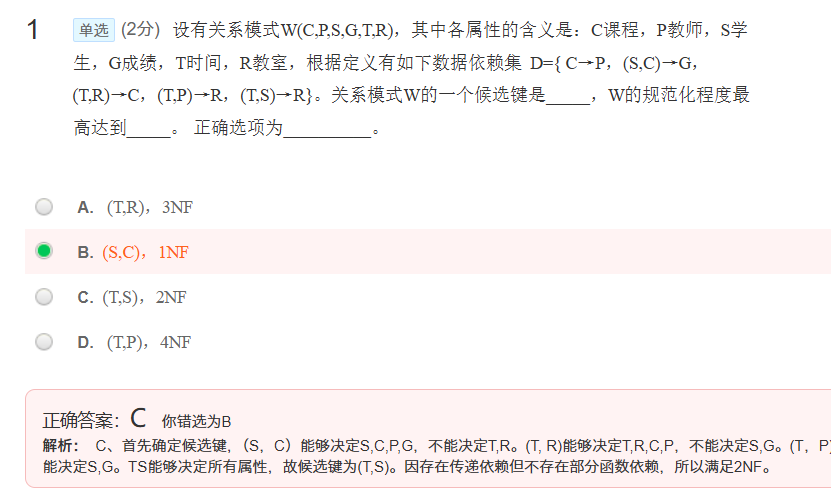 1 单选 (2分) 设有关系模式W(C,P,S,G,T,R)，其中各属性的含义是：C课程，P教师，S学
生，G成绩，T时间，R教室，根据定义有如下数据依赖集 D={ C→P，(S,C)→G，
(T,R)→C，(T,P)→R，(T,S)→R}。关系模式W的一个候选键是_____，W的规范化程度最
高达到_____。 正确选项为__________。
A. (T,R)，3NF
B. (S,C)，1NF
C. (T,S)，2NF
D. (T,P)，4NF
正确答案：C 你错选为B
解析： C、首先确定候选键,（S，C）能够决定S,C,P,G，不能决定T,R。(T, R)能够决定T,R,C,P，不能决定S,G。(T，P)
能决定S,G。TS能够决定所有属性，故候选键为(T,S)。因存在传递依赖但不存在部分函数依赖，所以满足2NF。